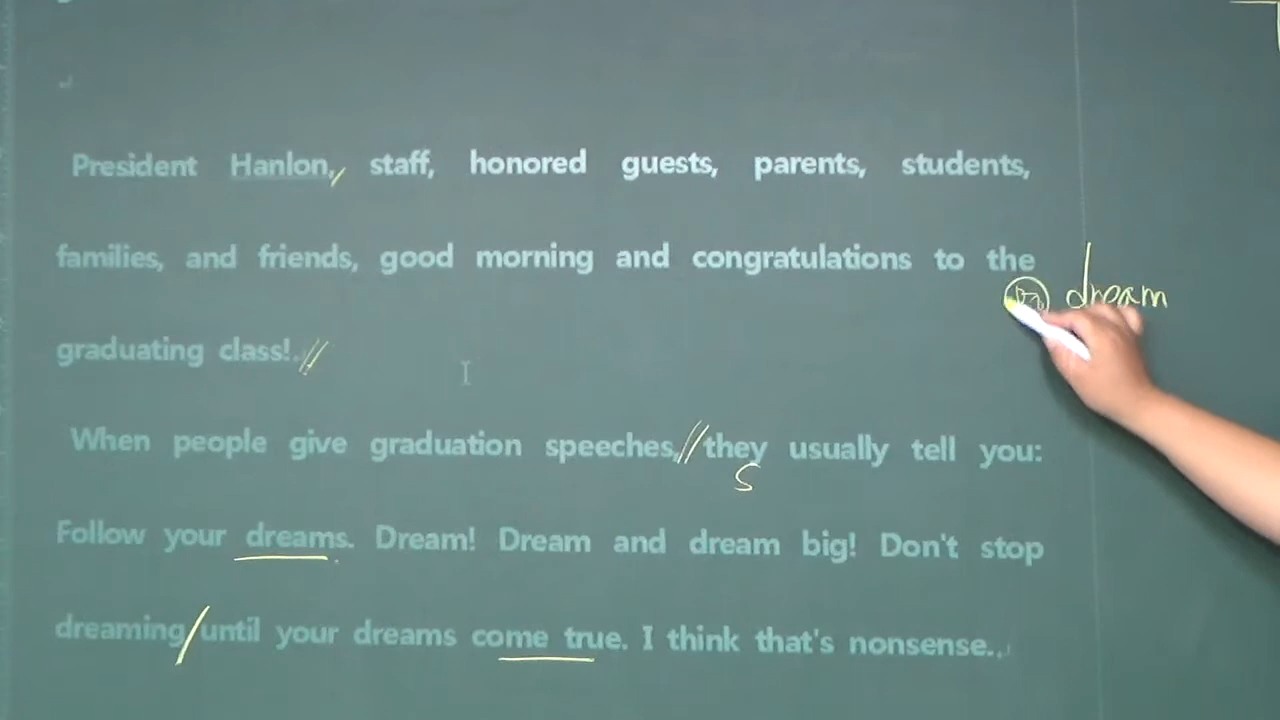 President Hanlon, staff, honored guests, parents, students,
families, and friends, good morning and congratulations to the
dream
graduating class!.
When people give graduation speeches, they usually tell you:
S
Follow your dreams. Dream! Dream and dream big! Don't stop
dreaming until your dreams come true. I think that's nonsense.